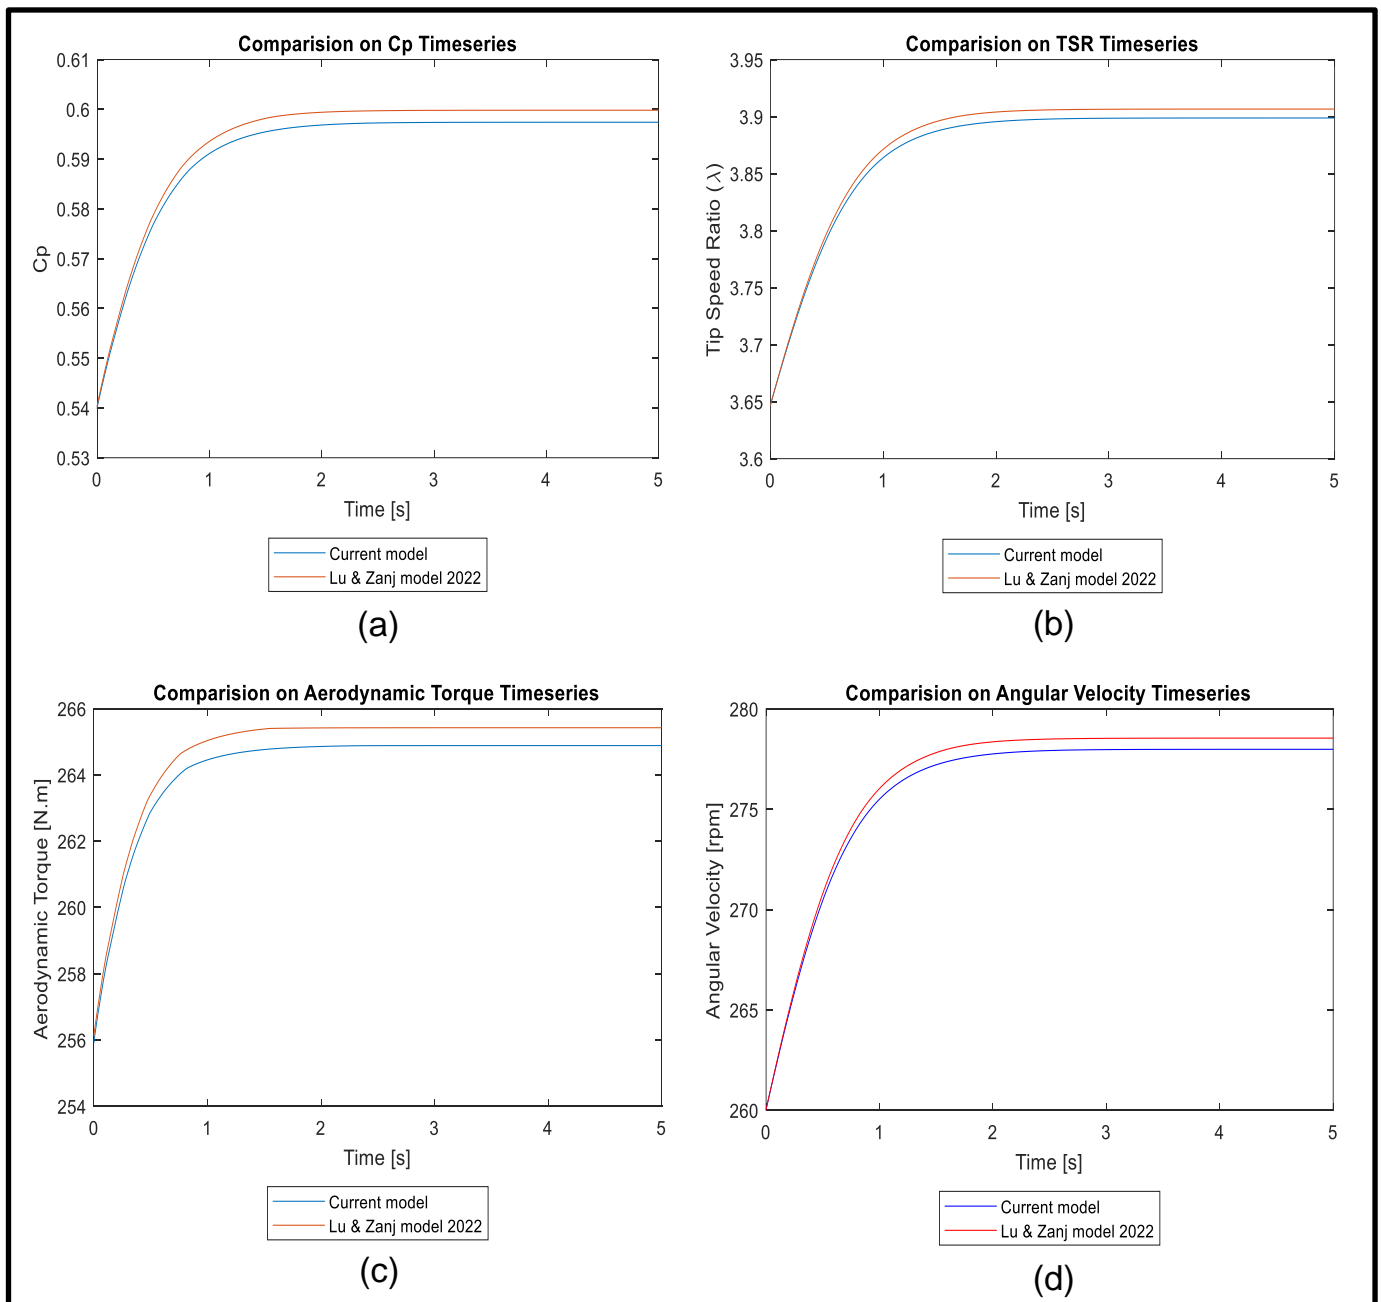 Comparision on Cp Timeseries
0.61
0.6
0.59
0.58
0.57
0.56
0.55
0.54
0.53
Cp
0 1 2 3 4 5
Time [s]
Current model
Lu & Zanj model 2022
(a)
Comparision on TSR Timeseries
3.95
3.9
3.85
3.8
3.75
3.7
3.65
3.6
Tip Speed Ratio (λ)
0 1 2 3 4 5
Time [s]
Current model
Lu & Zanj model 2022
(b)
Comparision on Aerodynamic Torque Timeseries
266
264
262
260
258
256
254
Aerodynamic Torque [N.m]
0 1 2 3 4 5
Time [s]
Current model
Lu & Zanj model 2022
(c)
Comparision on Angular Velocity Timeseries
280
275
270
265
260
Angular Velocity [rpm]
0 1 2 3 4 5
Time [s]
Current model
Lu & Zanj model 2022
(d)